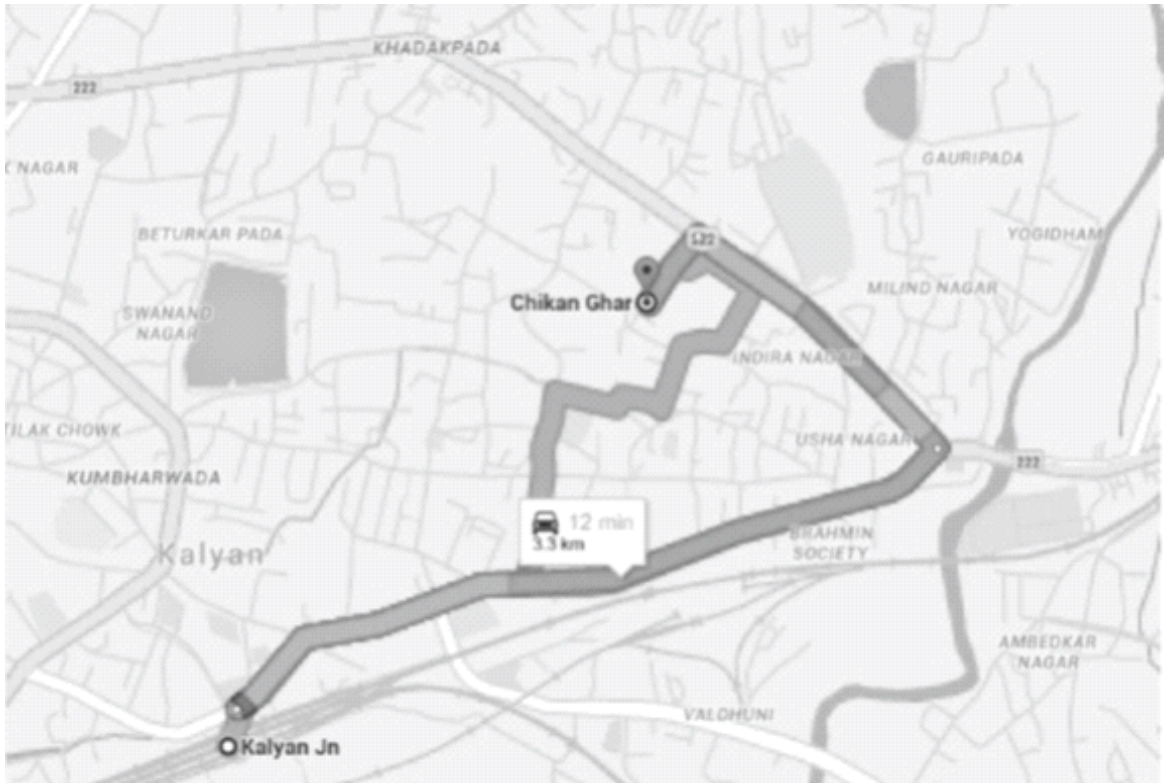 KHADAKPADA
222
GAURIPADA
K NAGAR
BETURKAR PADA
YOGIDHAM
222
MILIND NAGAR
Chikan Ghar
SWANAND
NAGAR
INDIRA NAGAR
TILAK CHOWK
USHA NAGAR
222
KUMBHARWADA
12 min
3.3 km
BRAHMIN
SOCIETY
Kalyan
AMBEDKAR
NAGAR
VALDHUNI
Kalyan Jn